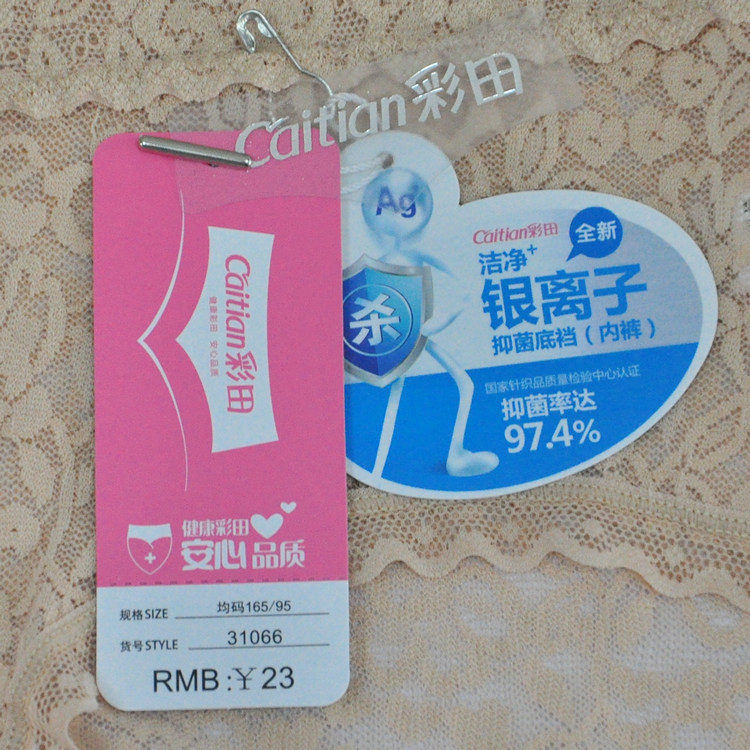 Caitian彩田
Caitian彩田
健康彩田 安心品质
健康彩田
安心品质
规格SIZE 均码165/95
货号STYLE 31066
RMB:¥23
Ag
杀
Caitian彩田
全新
洁净+
银离子
抑菌底裆（内裤）
国家针织品质量检验中心认证
抑菌率达
97.4%